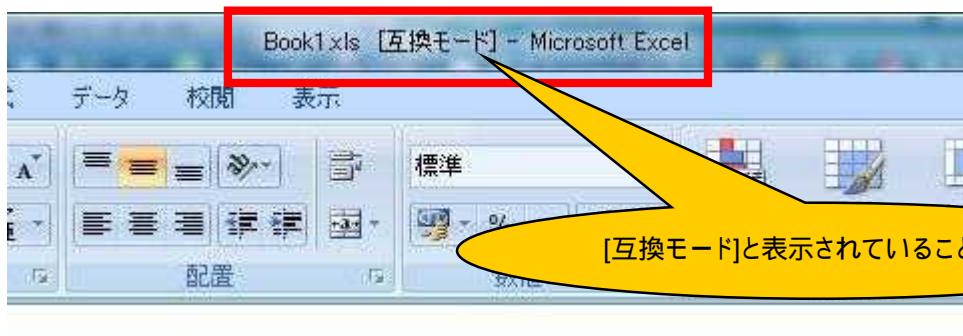 Book1.xls [互換モード] - Microsoft Excel
データ 校閲 表示
A
標準
%
[互換モード]と表示されていること
配置